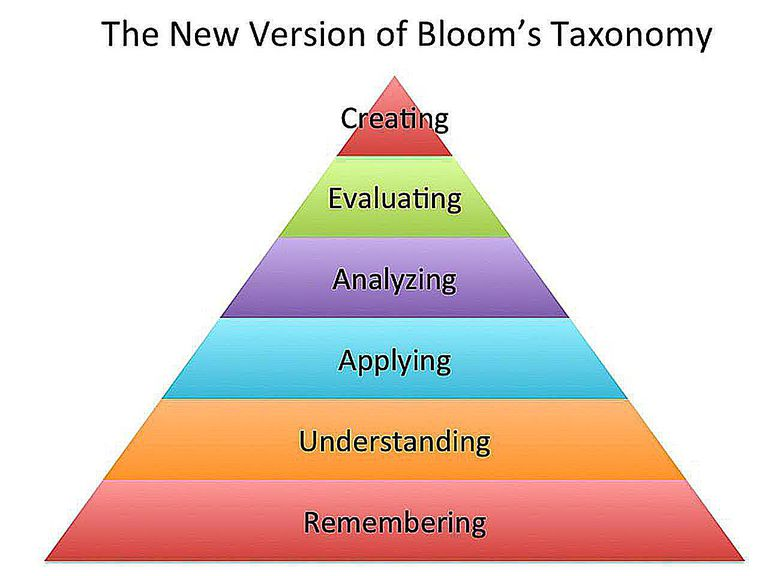 The New Version of Bloom’s Taxonomy
Creating
Evaluating
Analyzing
Applying
Understanding
Remembering